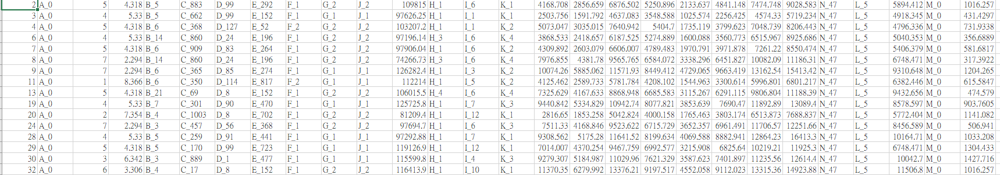 2 A_0 5 4.318 B_5 C_883 D_99 E_292 F_1 G_2 J_2 109815 H_1 I_6 K_1 4168.708 2856.659 6876.502 5250.896 2133.637 4841.148 7474.748 9028.583 N_47 L_5 5894.412 M_0 1016.257
3 A_0 4 5.33 B_5 C_662 D_99 E_152 F_1 G_1 J_1 97626.25 H_1 I_1 K_1 2503.756 1591.792 4637.083 3548.588 1025.574 2256.425 4574.33 5719.234 N_47 L_5 4918.345 M_0 431.4297
4 A_0 5 4.318 B_6 C_368 D_127 E_52 F_2 G_2 J_2 103207.2 H_1 I_1 K_2 5073.047 3035.015 7640.942 5404.7 1735.119 3799.623 7048.739 8206.443 N_47 L_5 4796.336 M_0 731.9338
6 A_0 4 5.33 B_14 C_860 D_24 E_196 F_1 G_2 J_2 97196.14 H_3 I_6 K_4 3868.533 2418.657 6187.525 5274.889 1600.088 3560.773 6515.967 8925.686 N_47 L_5 5040.353 M_0 356.6889
7 A_0 5 4.318 B_6 C_909 D_83 E_264 F_1 G_2 J_2 97906.04 H_1 I_6 K_2 4309.892 2603.079 6606.007 4789.483 1970.791 3971.878 7261.22 8550.474 N_47 L_5 5406.379 M_0 581.6817
8 A_0 7 2.294 B_14 C_860 D_24 E_196 F_1 G_2 J_2 74266.73 H_3 I_6 K_4 7976.855 4381.78 9565.765 6584.072 3338.296 6451.827 10082.09 11186.31 N_47 L_5 6748.471 M_0 317.3922
9 A_0 7 2.294 B_6 C_365 D_85 E_274 F_1 G_1 J_1 126282.4 H_1 I_3 K_2 10074.26 5885.062 11571.93 8449.412 4729.065 9663.419 13162.54 15413.42 N_47 L_5 9310.648 M_0 1204.265
11 A_0 1 8.366 B_6 C_350 D_114 E_817 F_2 G_1 J_1 112214 H_1 I_5 K_2 4125.462 2589.733 5781.784 4208.102 1544.963 3300.614 5996.801 6801.217 N_47 L_5 6382.446 M_0 615.5847
13 A_0 5 4.318 B_21 C_69 D_8 E_152 F_1 G_2 J_2 106015.5 H_4 I_6 K_4 7325.629 4167.633 8868.948 6685.583 3115.267 6291.115 9806.804 11188.39 N_47 L_5 9432.656 M_0 474.579
19 A_0 4 5.33 B_7 C_301 D_90 E_470 F_1 G_1 J_1 125725.8 H_1 I_7 K_3 9440.842 5334.829 10942.74 8077.821 3853.639 7690.47 11892.89 13089.4 N_47 L_5 8578.597 M_0 903.7605
20 A_0 2 7.354 B_4 C_1003 D_8 E_702 F_1 G_2 J_2 81209.4 H_1 I_12 K_1 2816.65 1853.258 5042.824 4000.158 1765.463 3803.174 6513.873 7688.837 N_47 L_5 5772.404 M_0 1141.082
24 A_0 7 2.294 B_3 C_457 D_56 E_368 F_1 G_2 J_2 97694.7 H_1 I_6 K_3 7511.33 4168.846 9523.622 6715.729 3652.357 6961.491 11706.57 12251.66 N_47 L_5 8456.589 M_0 506.941
28 A_0 4 5.33 B_5 C_259 D_91 E_441 F_1 G_1 J_1 97292.88 H_1 I_7 K_1 9308.562 5175.28 11641.52 8199.634 4069.588 8882.941 12864.23 16413.3 N_47 L_5 10164.71 M_0 1033.208
29 A_0 5 4.318 B_5 C_170 D_99 E_723 F_1 G_1 J_1 119126.9 H_1 I_12 K_1 7014.007 4370.254 9467.759 6992.577 3215.908 6825.64 10219.21 11925.3 N_47 L_5 6748.471 M_0 1304.433
30 A_0 3 6.342 B_3 C_889 D_1 E_477 F_1 G_1 J_1 115599.8 H_1 I_4 K_3 9279.307 5184.987 11029.96 7621.329 3587.623 7401.897 11235.56 12614.4 N_47 L_5 10042.7 M_0 1427.716
32 A_0 6 3.306 B_4 C_17 D_8 E_152 F_1 G_2 J_2 116413.9 H_1 I_10 K_1 11370.35 6279.992 13376.21 9197.517 4552.058 9112.023 13315.36 14923.88 N_47 L_5 11506.8 M_0 1016.257